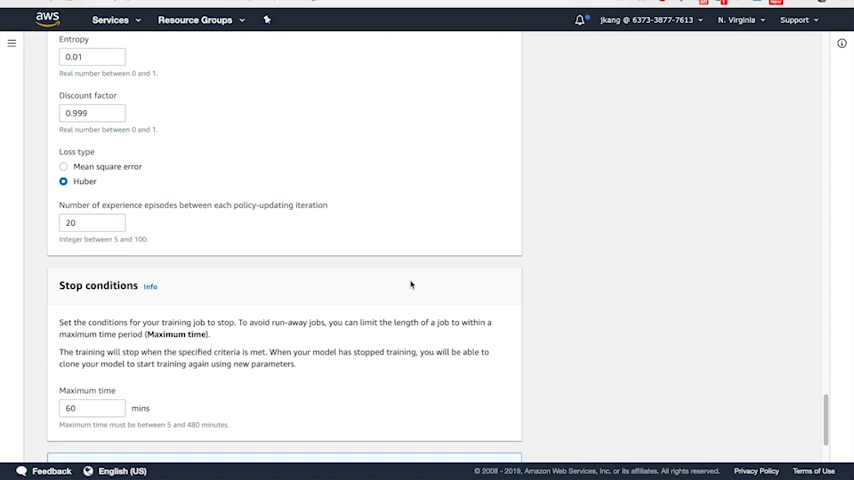 aws Services Resource Groups jkang @ 6373-3877-7613 N. Virginia Support
Entropy
0.01
Real number between 0 and 1.
Discount factor
0.999
Real number between 0 and 1.
Loss type
Mean square error
Huber
Number of experience episodes between each policy-updating iteration
20
Integer between 5 and 100.
Stop conditions Info
Set the conditions for your training job to stop. To avoid run-away jobs, you can limit the length of a job to within a
maximum time period (Maximum time).
The training will stop when the specified criteria is met. When your model has stopped training, you will be able to
clone your model to start training again using new parameters.
Maximum time
60 mins
Maximum time must be between 5 and 480 minutes.
Feedback English (US) © 2008 - 2019, Amazon Web Services, Inc. or its affiliates. All rights reserved. Privacy Policy Terms of Use